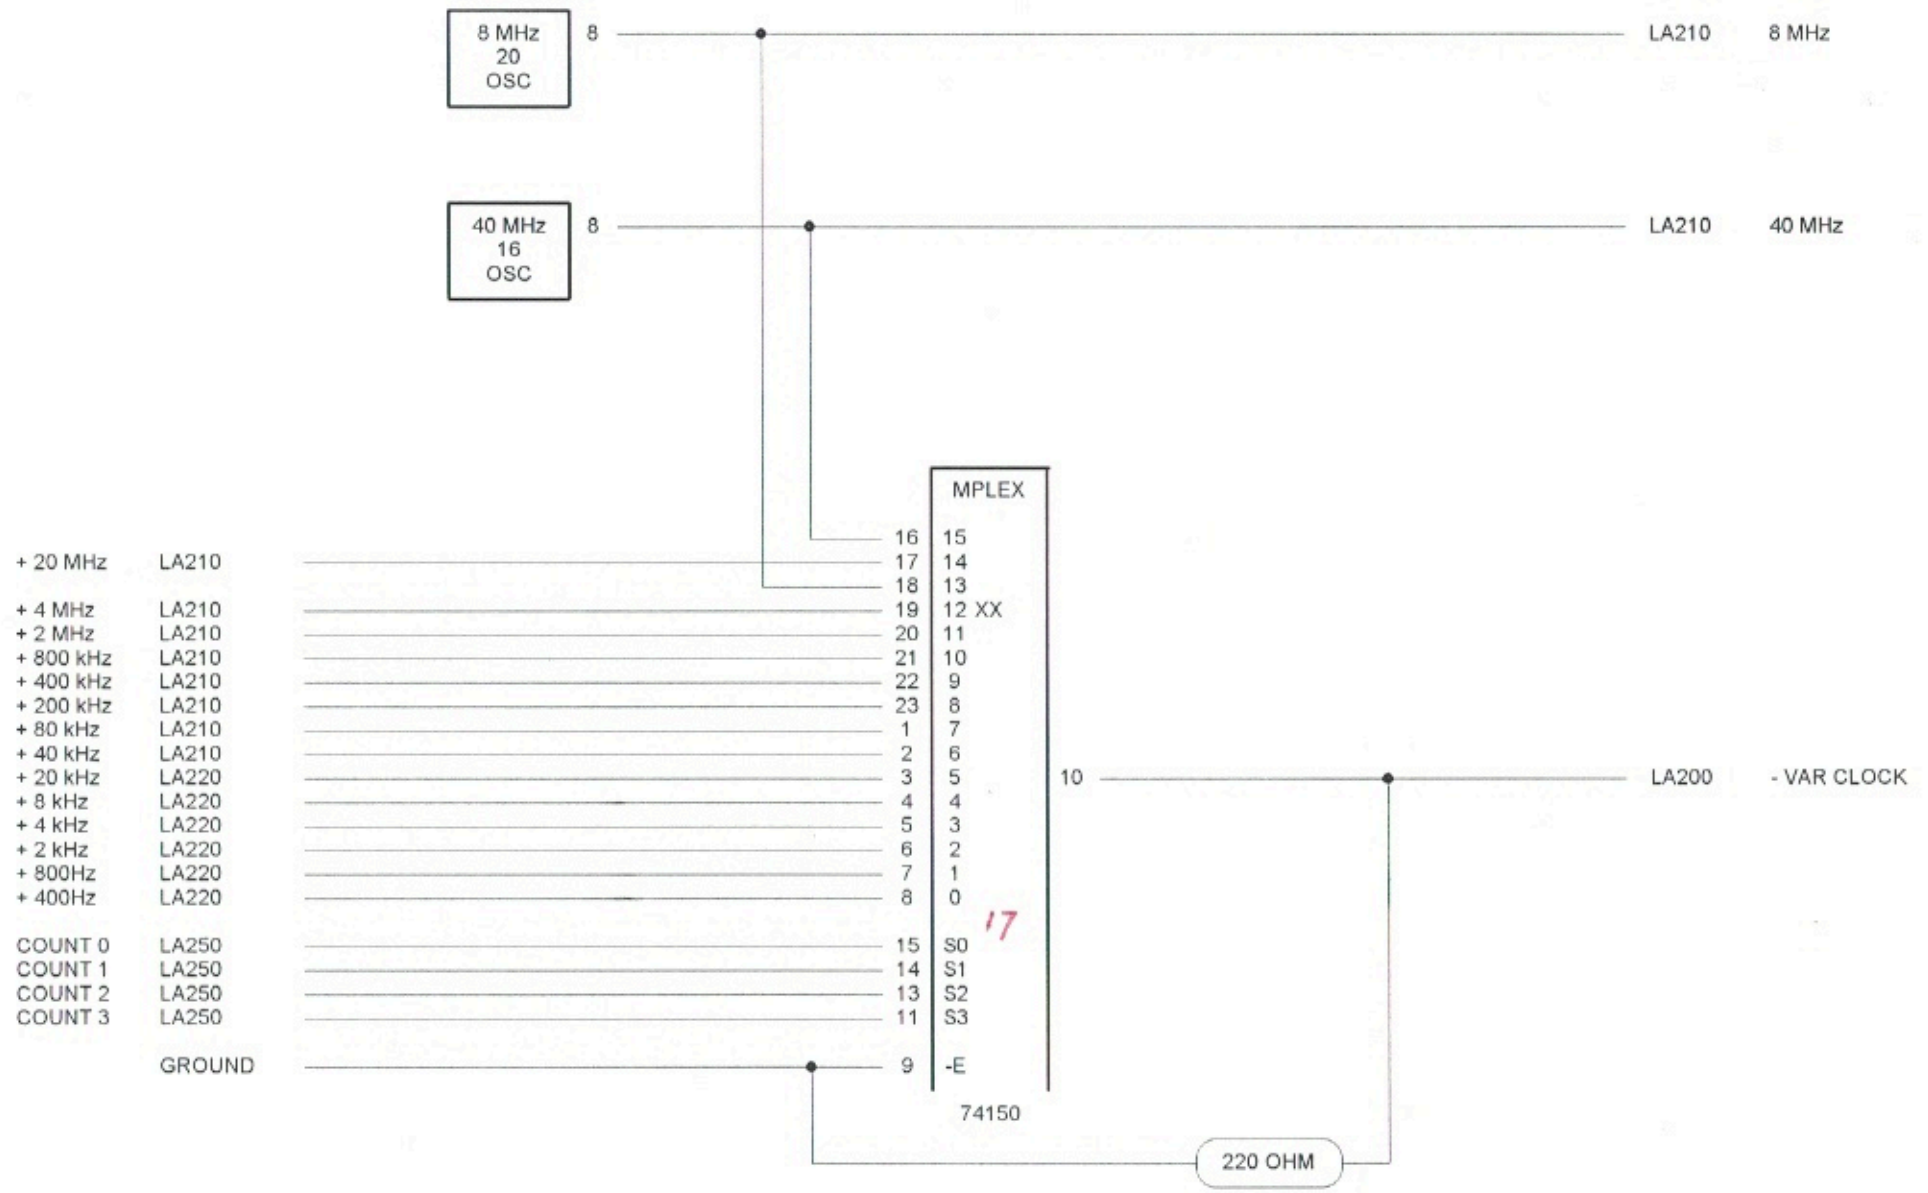 8 MHz 8 LA210 8 MHz
20
OSC
40 MHz 8 LA210 40 MHz
16
OSC
MPLEX
16 15
+ 20 MHz LA210 17 14
18 13
+ 4 MHz LA210 19 12 XX
+ 2 MHz LA210 20 11
+ 800 kHz LA210 21 10
+ 400 kHz LA210 22 9
+ 200 kHz LA210 23 8
+ 80 kHz LA210 1 7
+ 40 kHz LA210 2 6
+ 20 kHz LA220 3 5 10 LA200 - VAR CLOCK
+ 8 kHz LA220 4 4
+ 4 kHz LA220 5 3
+ 2 kHz LA220 6 2
+ 800Hz LA220 7 1
+ 400Hz LA220 8 0
17
COUNT 0 LA250 15 S0
COUNT 1 LA250 14 S1
COUNT 2 LA250 13 S2
COUNT 3 LA250 11 S3
GROUND 9 -E
74150
220 OHM